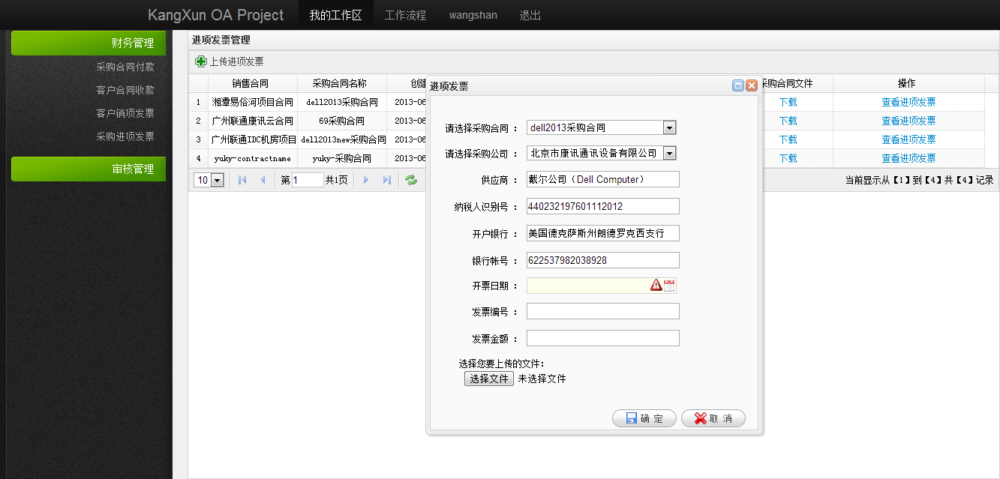 KangXun OA Project 我的工作区 工作流程 wangshan 退出
财务管理
采购合同付款
客户合同收款
客户销项发票
采购进项发票
审核管理
进项发票管理
上传进项发票
销售合同 采购合同名称 创建 采购合同文件 操作
1 湘潭易俗河项目合同 dell2013采购合同 2013-06 下载 查看进项发票
2 广州联通康讯云合同 69采购合同 2013-06 下载 查看进项发票
3 广州联通IDC机房项目 dell2013new采购合同 2013-06 下载 查看进项发票
4 yuky-contractname yuky-采购合同 2013-06 下载 查看进项发票
10 第 1 共1页 当前显示从【1】到【4】共【4】记录
进项发票
请选择采购合同 : dell2013采购合同
请选择采购公司 : 北京市康讯通讯设备有限公司
供应商 : 戴尔公司（Dell Computer）
纳税人识别号 : 440232197601112012
开户银行 : 美国德克萨斯州朗德罗克西支行
银行帐号 : 622537982038928
开票日期 :
发票编号 :
发票金额 :
选择您要上传的文件:
选择文件 未选择文件
确 定 取 消